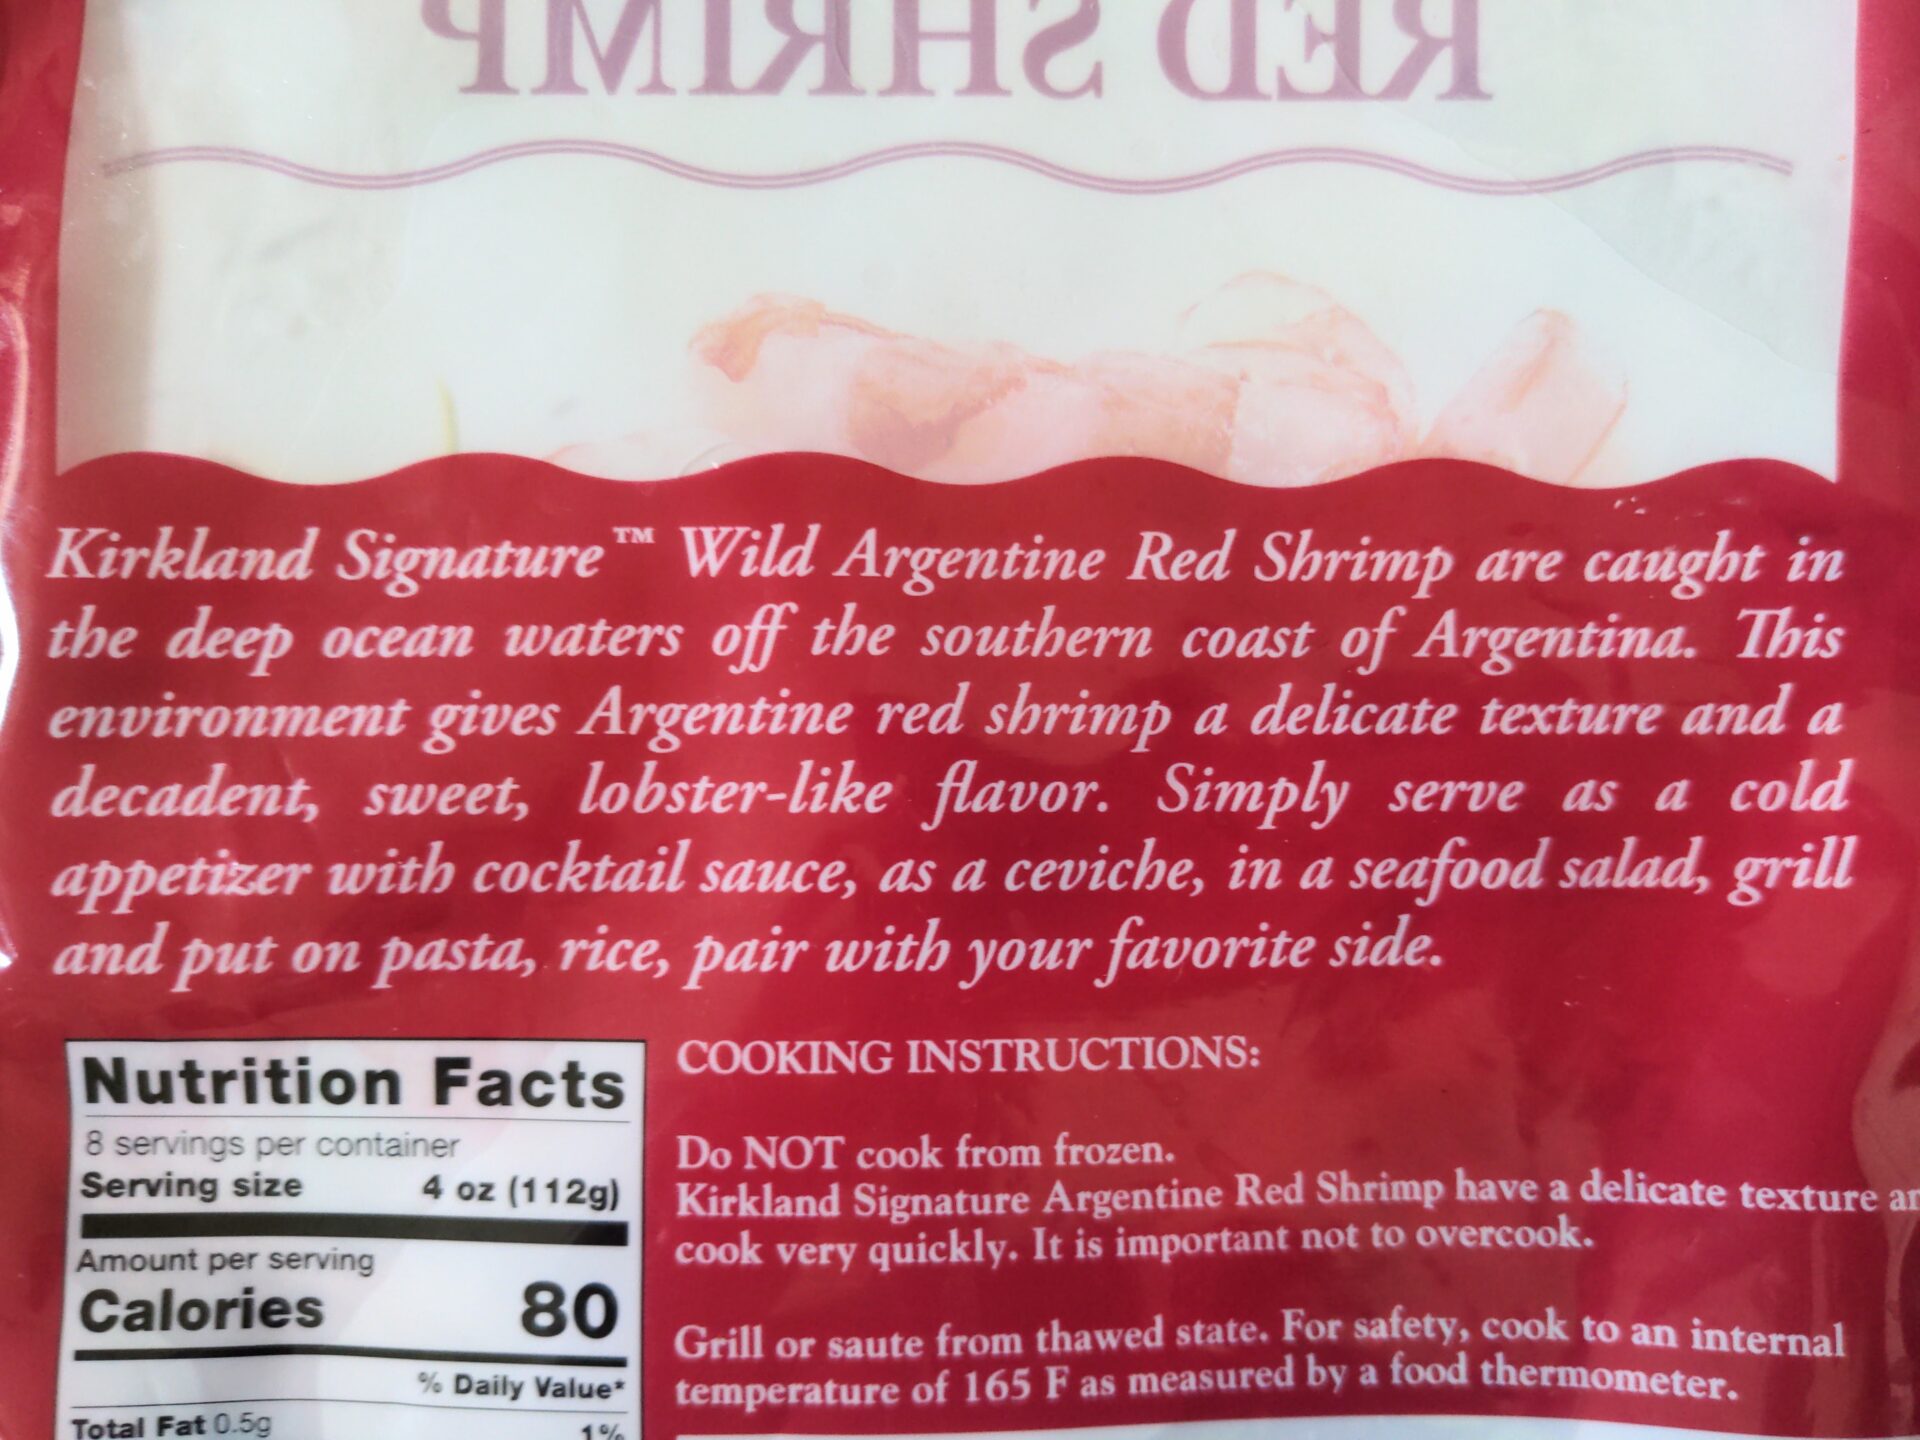 RED SHRIMP
Kirkland Signature™ Wild Argentine Red Shrimp are caught in
the deep ocean waters off the southern coast of Argentina. This
environment gives Argentine red shrimp a delicate texture and a
decadent, sweet, lobster-like flavor. Simply serve as a cold
appetizer with cocktail sauce, as a ceviche, in a seafood salad, grill
and put on pasta, rice, pair with your favorite side.
Nutrition Facts
8 servings per container
Serving size 4 oz (112g)
Amount per serving
Calories 80
% Daily Value*
Total Fat 0.5g 1%
COOKING INSTRUCTIONS:
Do NOT cook from frozen.
Kirkland Signature Argentine Red Shrimp have a delicate texture
cook very quickly. It is important not to overcook.
Grill or saute from thawed state. For safety, cook to an internal
temperature of 165 F as measured by a food thermometer.